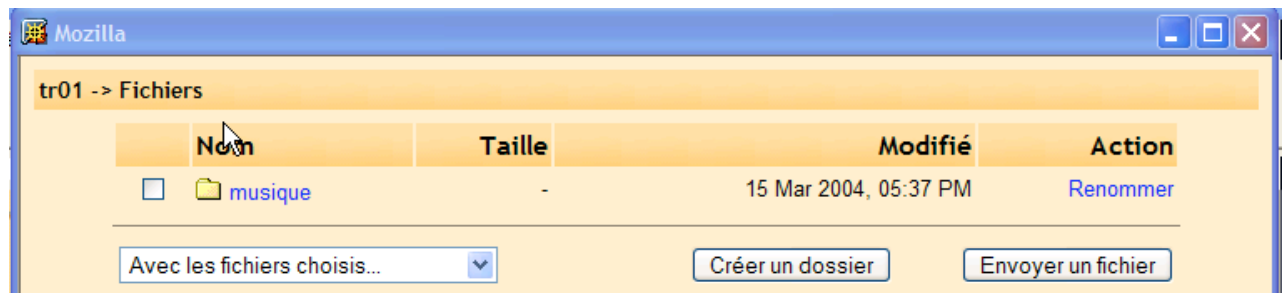 Mozilla
tr01 -> Fichiers
Nom Taille Modifié Action
musique - 15 Mar 2004, 05:37 PM Renommer
Avec les fichiers choisis... Créer un dossier Envoyer un fichier